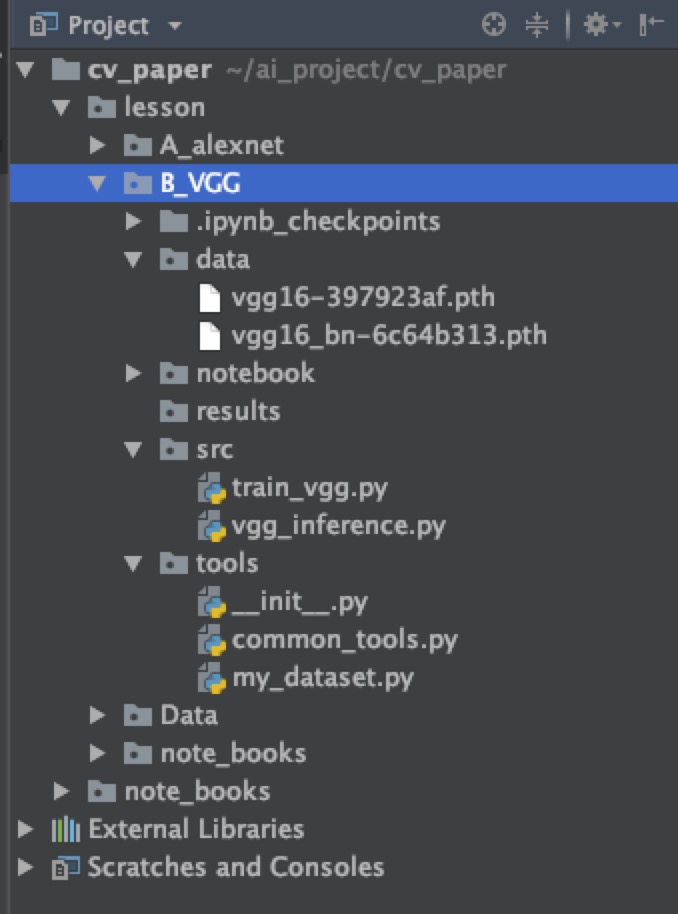 Project
cv_paper ~/ai_project/cv_paper
lesson
A_alexnet
B_VGG
.ipynb_checkpoints
data
vgg16-397923af.pth
vgg16_bn-6c64b313.pth
notebook
results
src
train_vgg.py
vgg_inference.py
tools
__init__.py
common_tools.py
my_dataset.py
Data
note_books
note_books
External Libraries
Scratches and Consoles